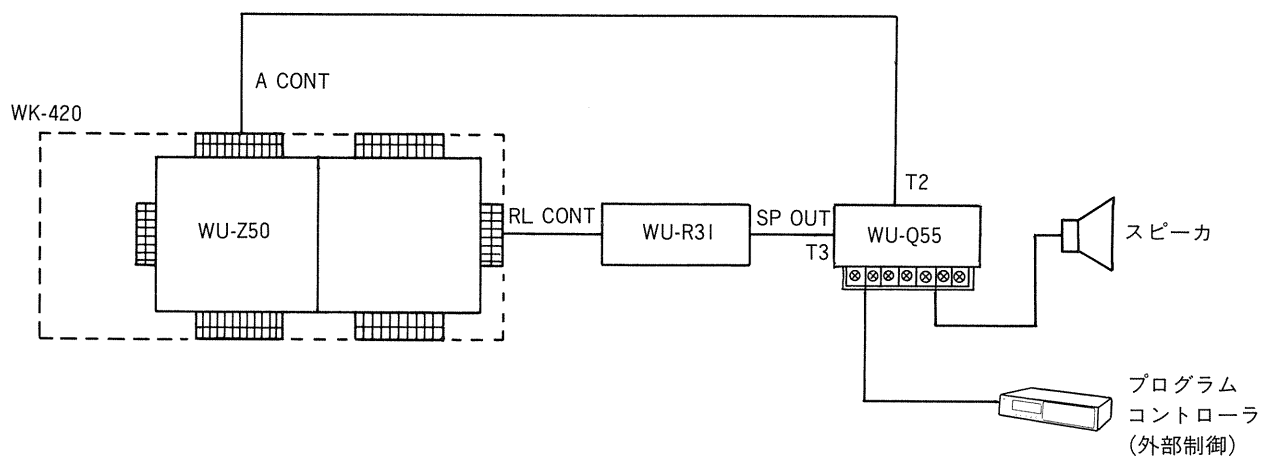 A CONT
WK-420
T2
RL CONT
SP OUT
WU-Z50
WU-R31
T3
WU-Q55
スピーカ
プログラム
コントローラ
(外部制御)